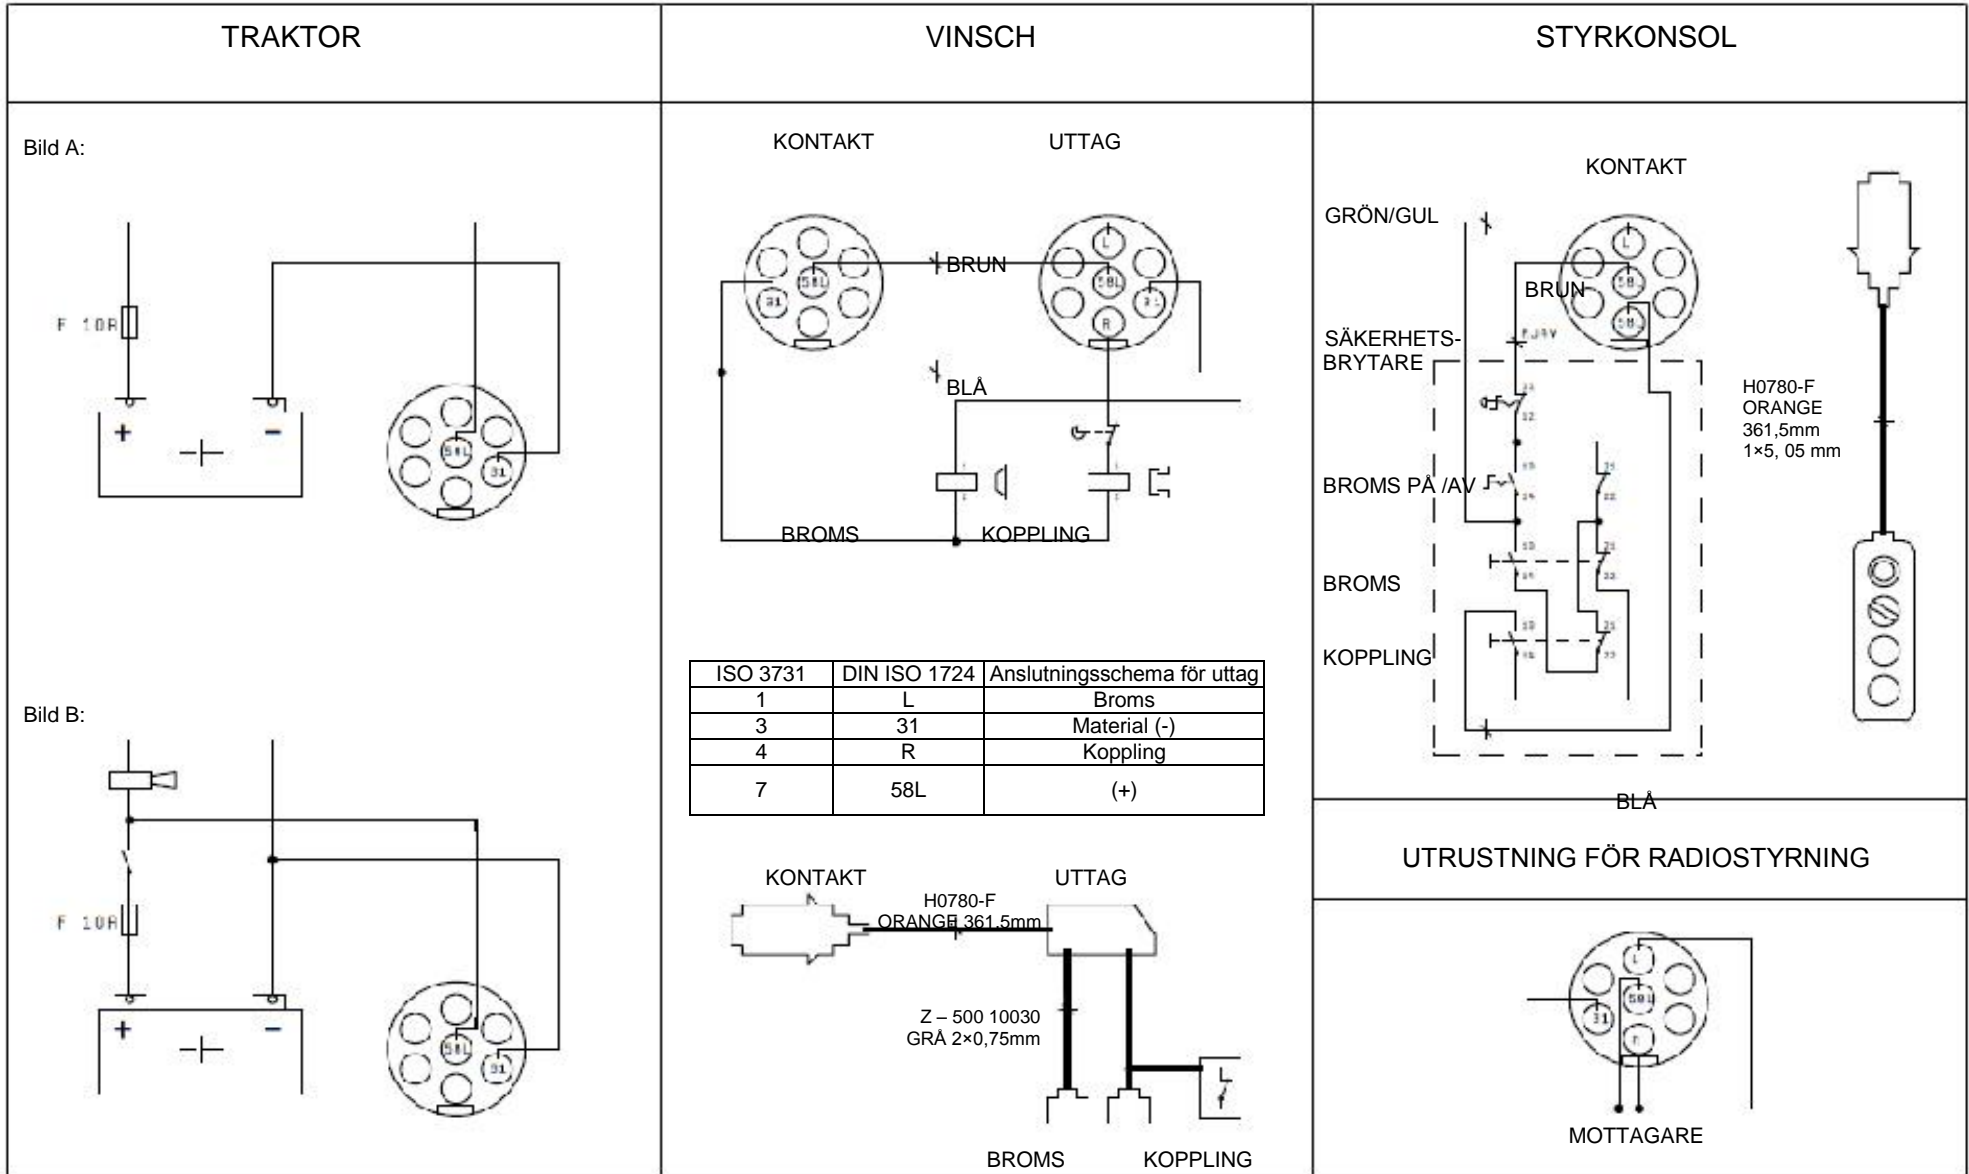 TRAKTOR
VINSCH
STYRKONSOL
Bild A:
F 10A
+
-
58L
31
Bild B:
F 10A
+
-
58L
31
KONTAKT
UTTAG
58L
31
BRUN
L
58L
31
R
BLÅ
BROMS
KOPPLING
ISO 3731 DIN ISO 1724 Anslutningsschema för uttag
1 L Broms
3 31 Material (-)
4 R Koppling
7 58L (+)
KONTAKT
UTTAG
H0780-F
ORANGE 361.5mm
Z – 500 10030
GRÅ 2×0,75mm
BROMS
KOPPLING
KONTAKT
GRÖN/GUL
L
58L
BRUN
58L
SÄKERHETS-
BRYTARE
H0780-F
ORANGE
361,5mm
1×5, 05 mm
BROMS PÅ /AV
BROMS
KOPPLING
BLÅ
UTRUSTNING FÖR RADIOSTYRNING
L
58L
31
R
MOTTAGARE